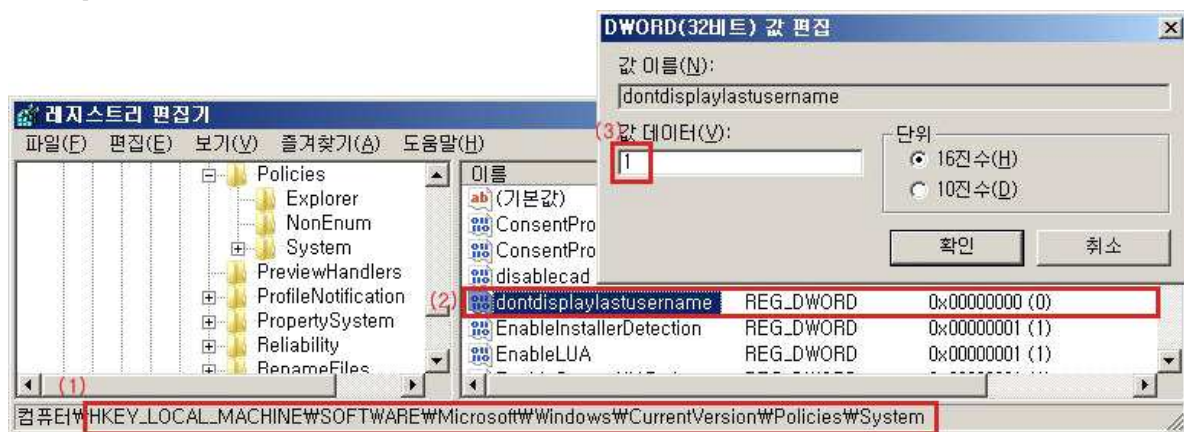 DWORD(32비트) 값 편집
값 이름(N):
dontdisplaylastusername
(3)
값 데이터(V):
1
단위
16진수(H)
10진수(D)
확인
취소
레지스트리 편집기
파일(F) 편집(E) 보기(V) 즐겨찾기(A) 도움말(H)
Policies
Explorer
NonEnum
System
PreviewHandlers
ProfileNotification
PropertySystem
Reliability
RenameFiles
(1)
이름
(기본값)
ConsentPro
ConsentPro
disablecad
(2)
dontdisplaylastusername REG_DWORD 0x00000000 (0)
EnableInstallerDetection REG_DWORD 0x00000001 (1)
EnableLUA REG_DWORD 0x00000001 (1)
컴퓨터₩HKEY_LOCAL_MACHINE₩SOFTWARE₩Microsoft₩Windows₩CurrentVersion₩Policies₩System